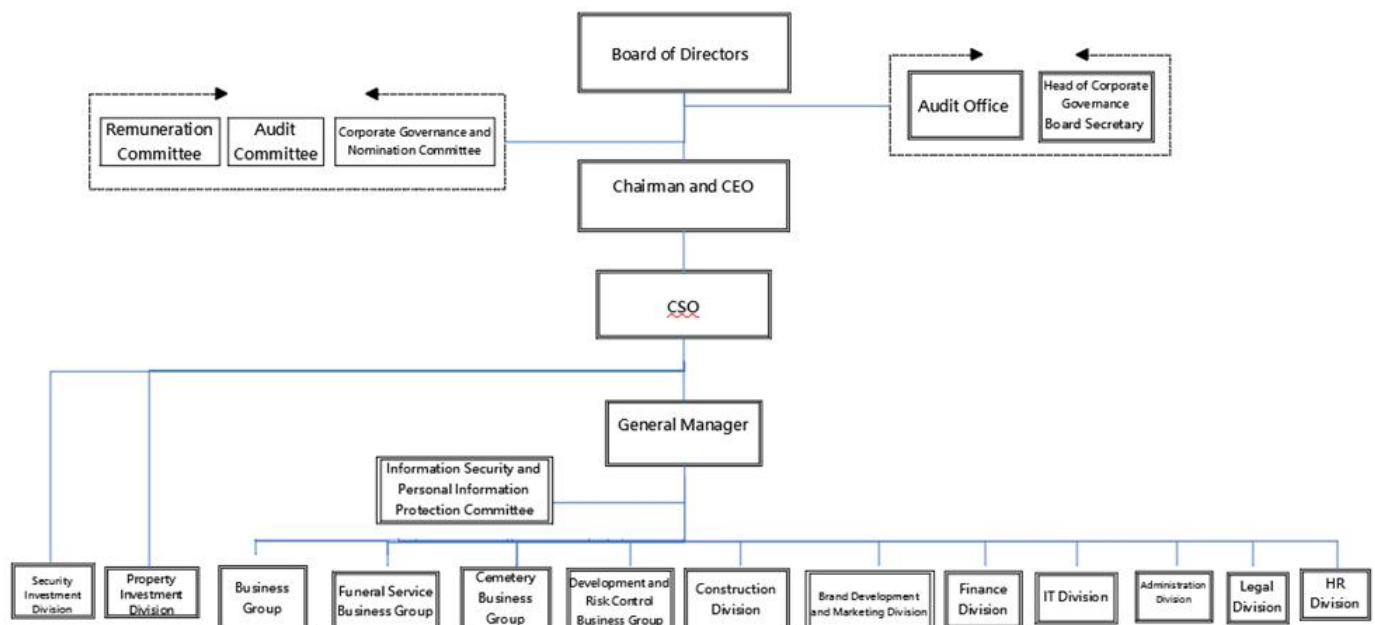 Board of Directors
Remuneration
Committee
Audit
Committee
Corporate Governance and
Nomination Committee
Audit Office
Head of Corporate
Governance
Board Secretary
Chairman and CEO
CSO
General Manager
Information Security and
Personal Information
Protection Committee
Security
Investment
Division
Property
Investment
Division
Business
Group
Funeral Service
Business Group
Cemetery
Business
Group
Development and
Risk Control
Business Group
Construction
Division
Brand Development
and Marketing Division
Finance
Division
IT Division
Administration
Division
Legal
Division
HR
Division